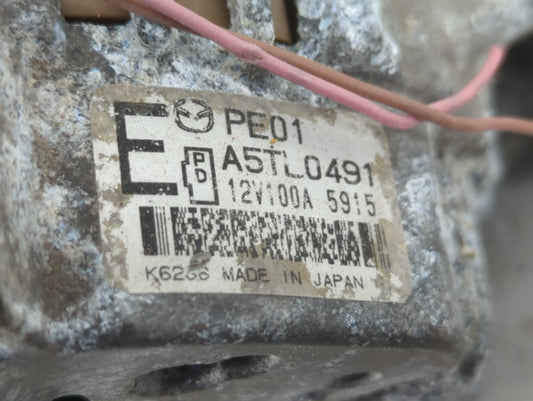 E PE01
P
D
A5TL0491
12V100A 5915
MADE IN JAPAN